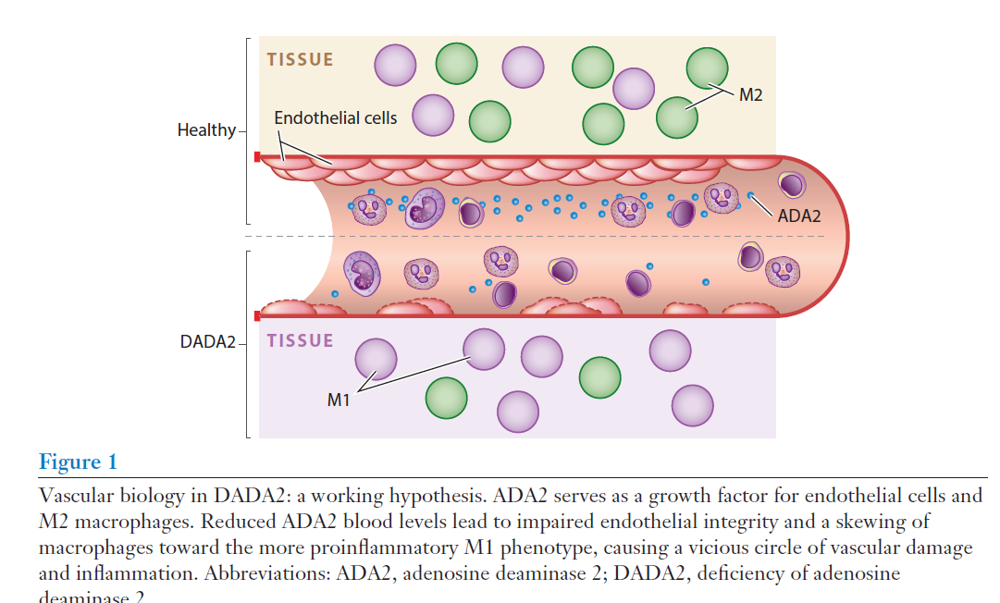 TISSUE
M2
Endothelial cells
Healthy
ADA2
DADA2
TISSUE
M1
Figure 1
Vascular biology in DADA2: a working hypothesis. ADA2 serves as a growth factor for endothelial cells and
M2 macrophages. Reduced ADA2 blood levels lead to impaired endothelial integrity and a skewing of
macrophages toward the more proinflammatory M1 phenotype, causing a vicious circle of vascular damage
and inflammation. Abbreviations: ADA2, adenosine deaminase 2; DADA2, deficiency of adenosine
deaminase 2